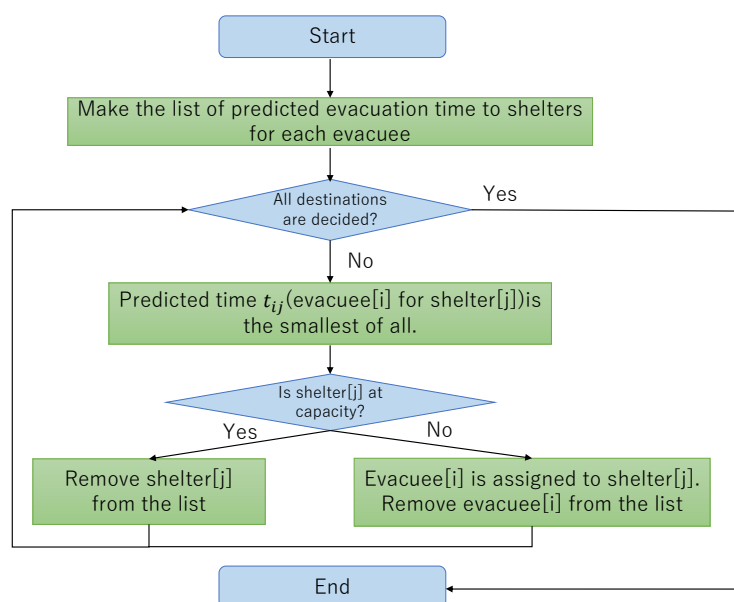 Start
Make the list of predicted evacuation time to shelters
for each evacuee
All destinations
are decided?
Yes
No
Predicted time t_{ij}(evacuee[i] for shelter[j])is
the smallest of all.
Is shelter[j] at
capacity?
Yes
No
Remove shelter[j]
from the list
Evacuee[i] is assigned to shelter[j].
Remove evacuee[i] from the list
End